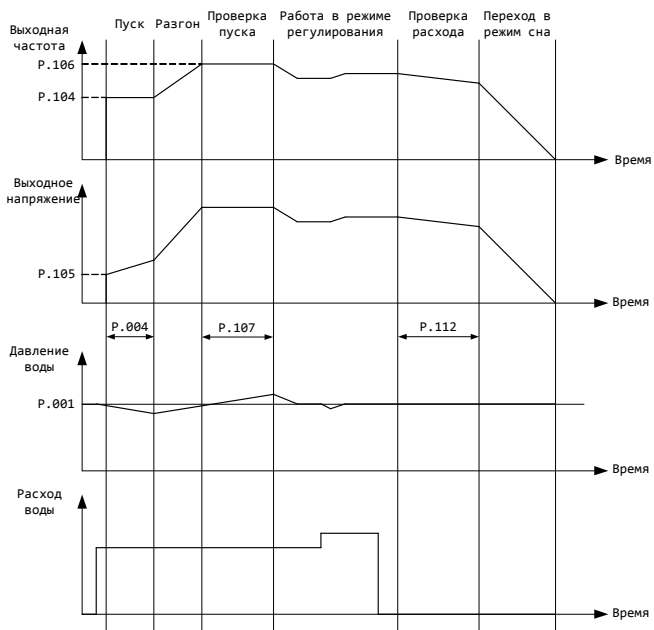 Пуск
Разгон
Проверка
пуска
Работа в режиме
регулирования
Проверка
расхода
Переход в
режим сна
Выходная
частота
P.106
P.104
Время
Выходное
напряжение
P.105
Время
P.004
P.107
P.112
Давление
воды
P.001
Время
Расход
воды
Время